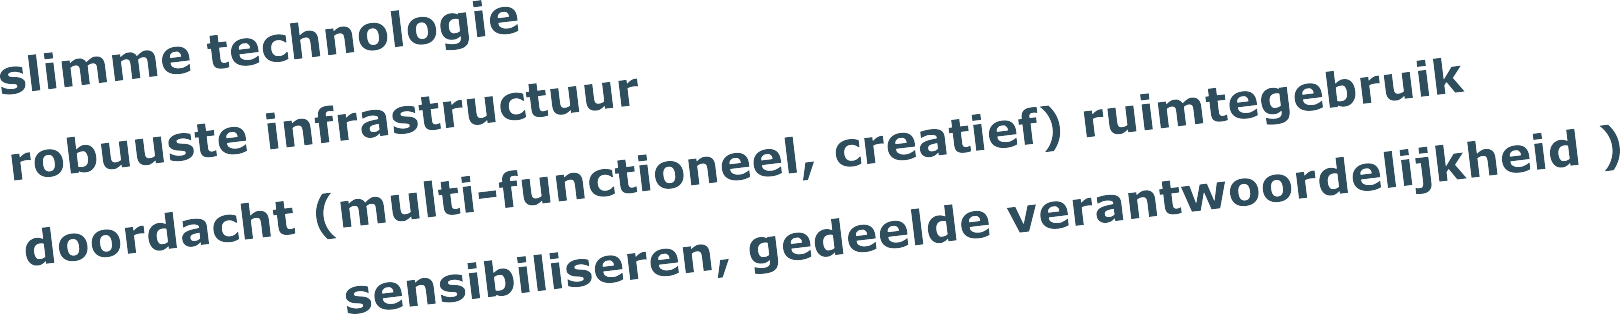 slimme technologie
robuuste infrastructuur
doordacht (multi-functioneel, creatief) ruimtegebruik
sensibiliseren, gedeelde verantwoordelijkheid )